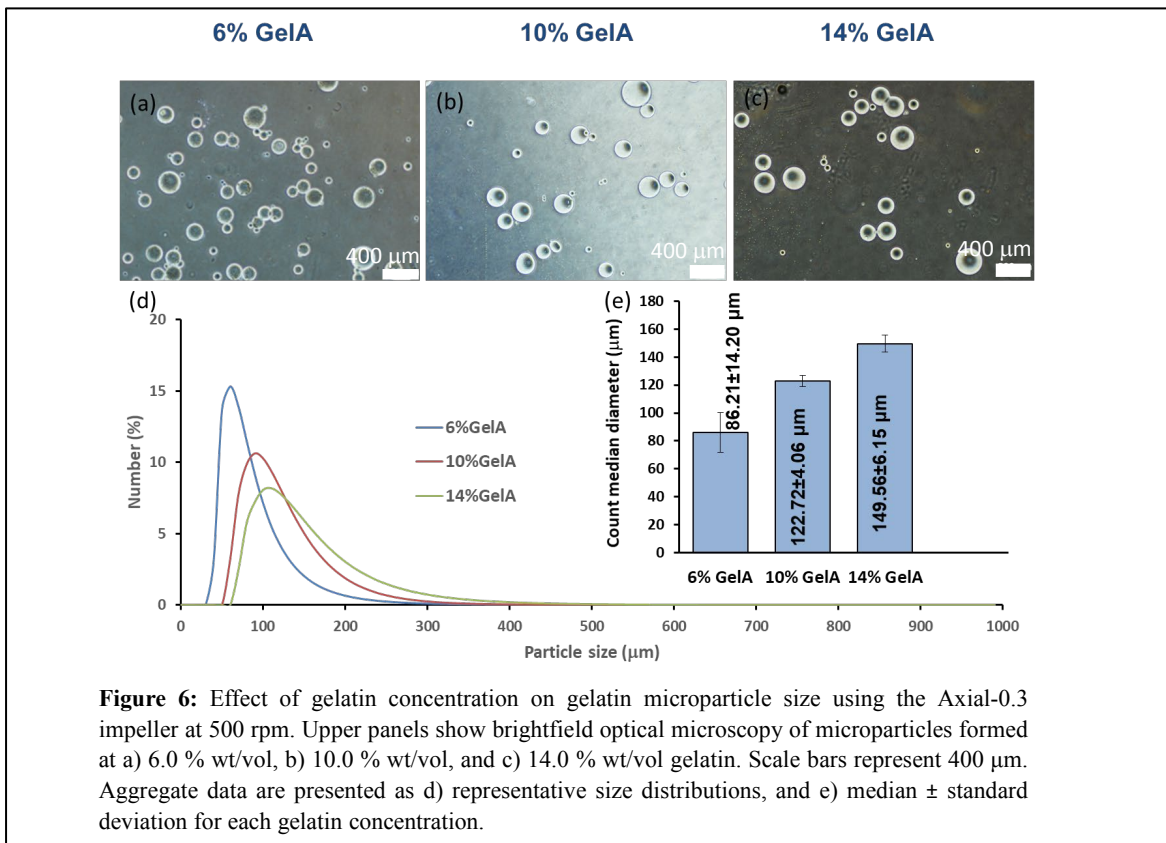 6% GelA 10% GelA 14% GelA
(a) (b) (c)
400 μm 400 μm 400 μm
(d)
20
15
10
5
0
Number (%)
6%GelA
10%GelA
14%GelA
0 100 200 300 400 500 600 700 800 900 1000
Particle size (μm)
(e)
180
160
140
120
100
80
60
40
20
0
Count median diameter (μm)
86.21±14.20 μm
122.72±4.06 μm
149.56±6.15 μm
6% GelA 10% GelA 14% GelA
Figure 6: Effect of gelatin concentration on gelatin microparticle size using the Axial-0.3
impeller at 500 rpm. Upper panels show brightfield optical microscopy of microparticles formed
at a) 6.0 % wt/vol, b) 10.0 % wt/vol, and c) 14.0 % wt/vol gelatin. Scale bars represent 400 μm.
Aggregate data are presented as d) representative size distributions, and e) median ± standard
deviation for each gelatin concentration.